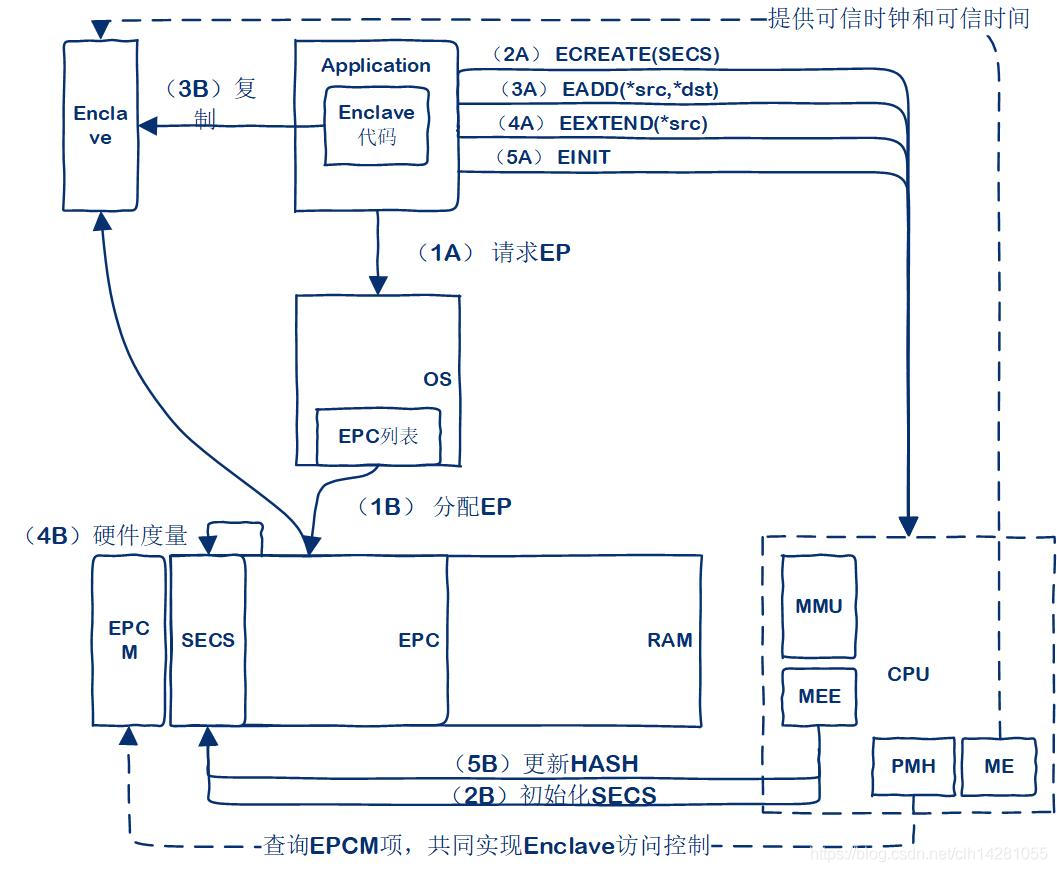 提供可信时钟和可信时间
Encla
ve
（3B）复
制
Application
Enclave
代码
（2A） ECREATE(SECS)
（3A） EADD(*src,*dst)
（4A） EEXTEND(*src)
（5A） EINIT
（1A） 请求EP
OS
EPC列表
（1B） 分配EP
（4B）硬件度量
EPC
M
SECS
EPC
RAM
MMU
MEE
CPU
PMH
ME
（5B）更新HASH
（2B）初始化SECS
查询EPCM项，共同实现Enclave访问控制
https://blog.csdn.net/clh14281055